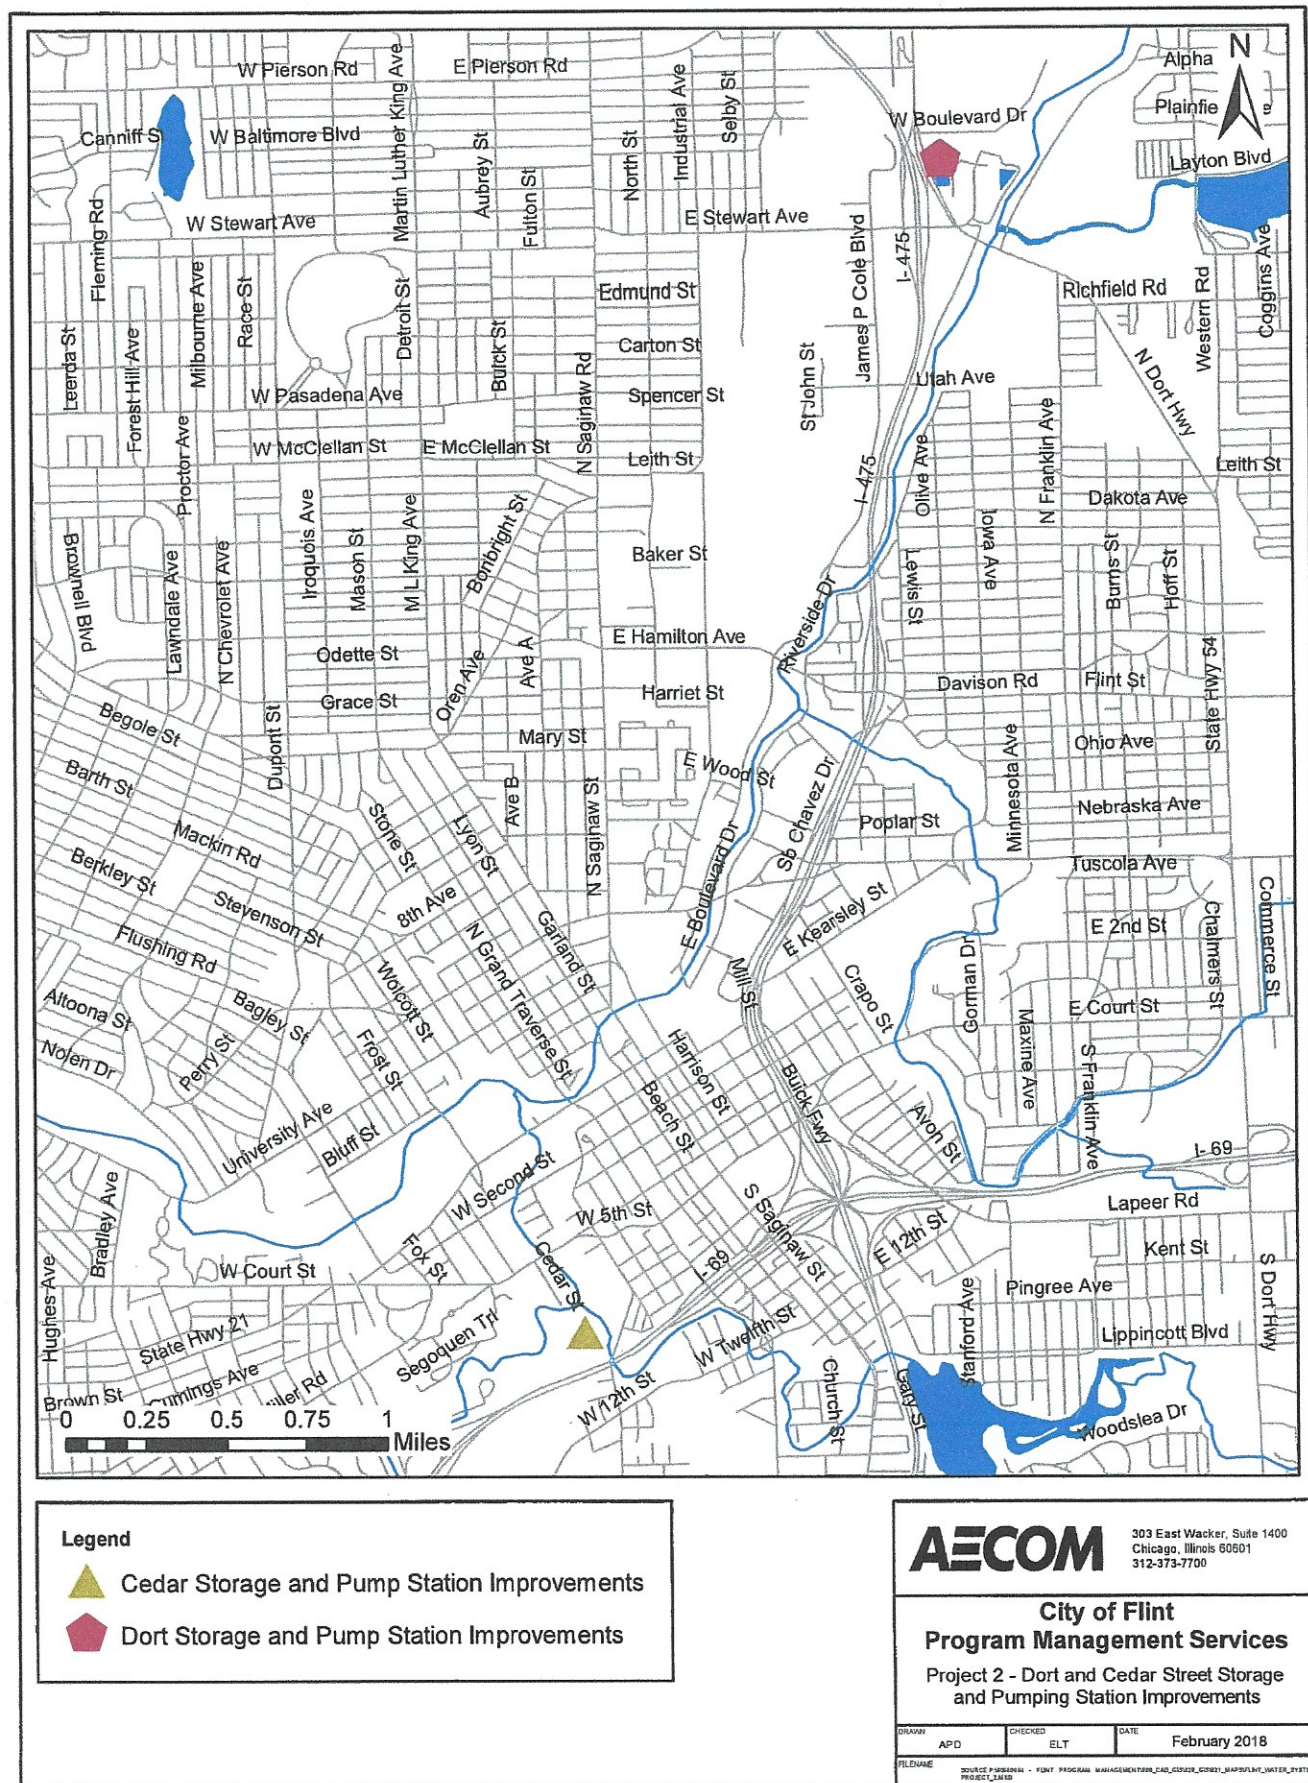 N
W Pierson Rd
E Pierson Rd
Martin Luther King Ave
Industrial Ave
Selby St
Alpha
Plainfie
W Boulevard Dr
Canniff S
W Baltimore Blvd
Aubrey St
North St
Layton Blvd
Fulton St
W Stewart Ave
E Stewart Ave
Fleming Rd
James P Cole Blvd
I-475
Milbourne Ave
Race St
Edmund St
Richfield Rd
Western Rd
Coggins Ave
Detroit St
Buick St
Leerda St
Forest Hill Ave
Carton St
St John St
N Dort Hwy
Utah Ave
W Pasadena Ave
N Saginaw Rd
Spencer St
Proctor Ave
W McClellan St
E McClellan St
Leith St
I-475
Olive Ave
N Franklin Ave
Leith St
Dakota Ave
Iroquois Ave
Mason St
M L King Ave
Bonbright St
Iowa Ave
Brownell Blvd
Lawndale Ave
N Chevrolet Ave
Baker St
Lewis St
Burns St
Hoff St
Riverside Dr
E Hamilton Ave
Odette St
Oren Ave
Ave A
State Hwy 54
Grace St
Harriet St
Davison Rd
Flint St
Begole St
Dupont St
Mary St
Ohio Ave
Barth St
E Wood St
Minnesota Ave
Sb Chavez Dr
Nebraska Ave
Stone St
Lyon St
Ave B
N Saginaw St
Poplar St
Mackin Rd
E Boulevard Dr
Tuscola Ave
Berkley St
Stevenson St
8th Ave
E Kearsley St
Commerce St
Chalmers St
E 2nd St
Garland St
N Grand Traverse St
Flushing Rd
Wolcott St
Mill St
Crapo St
Gorman Dr
E Court St
Altoona St
Bagley St
Nolen Dr
Perry St
Frost St
Harrison St
Maxine Ave
S Franklin Ave
Beach St
Buick Fwy
Avon St
University Ave
Bluff St
I-69
W Second St
Lapeer Rd
Bradley Ave
W 5th St
S Saginaw St
E 12th St
Kent St
Fox St
Cedar St
W Court St
I-69
Pingree Ave
Hughes Ave
Stanford Ave
S Dort Hwy
State Hwy 21
Segoquen Trl
W Twelfth St
Lippincott Blvd
Brown St
Cumings Ave
iller Rd
W 12th St
Church St
Gary St
Woodslea Dr
0 0.25 0.5 0.75 1
Miles
Legend
Cedar Storage and Pump Station Improvements
Dort Storage and Pump Station Improvements
AECOM
303 East Wacker, Suite 1400
Chicago, Illinois 60601
312-373-7700
City of Flint
Program Management Services
Project 2 - Dort and Cedar Street Storage
and Pumping Station Improvements
DRAWN
APD
CHECKED
ELT
DATE
February 2018
FILENAME